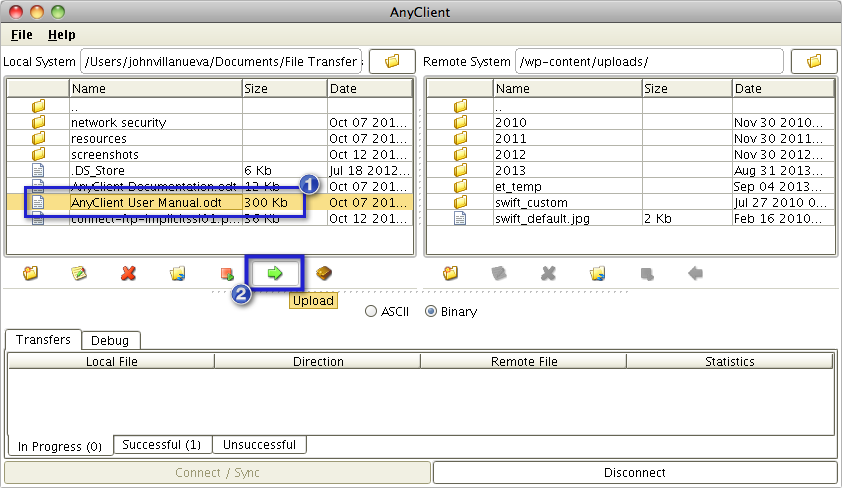 AnyClient
File Help
Local System /Users/johnvillanueva/Documents/File Transfer Remote System /wp-content/uploads/
Name Size Date Name Size Date
.. ..
network security Oct 07 201... 2010 Nov 30 2010...
resources Oct 07 201... 2011 Nov 30 2011...
screenshots Oct 12 201... 2012 Nov 30 2012...
.DS_Store 6 Kb Jul 18 2012... 2013 Aug 31 2013...
AnyClient Documentation.odt 12 Kb Oct 07 201... et_temp Sep 04 2013...
1
AnyClient User Manual.odt 300 Kb Oct 07 201... swift_custom Jul 27 2010 0...
connect-ftp-implicitssl01.p... 36 Kb Oct 12 201... swift_default.jpg 2 Kb Feb 16 2010...
2
Upload
ASCII Binary
Transfers Debug
Local File Direction Remote File Statistics
In Progress (0) Successful (1) Unsuccessful
Connect / Sync Disconnect